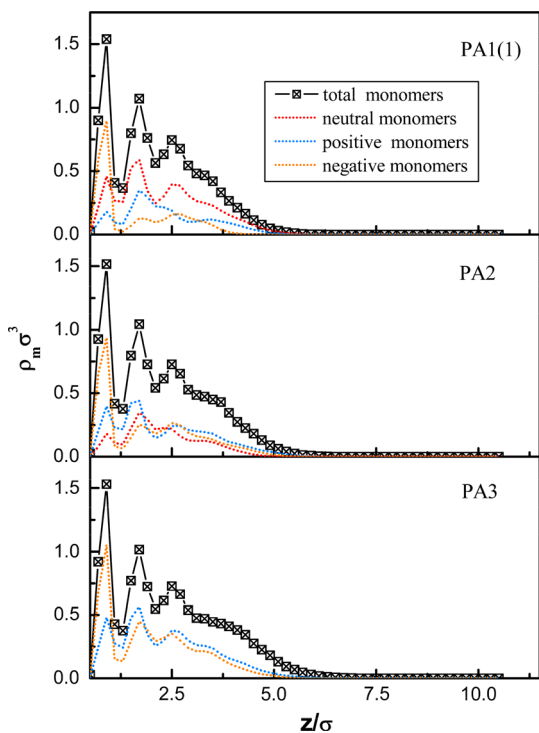 PA1(1)
1.5
1.0
0.5
0.0
total monomers
neutral monomers
positive monomers
negative monomers
PA2
1.5
1.0
0.5
0.0
ρmσ³
PA3
1.5
1.0
0.5
0.0
2.5 5.0 7.5 10.0
z/σ